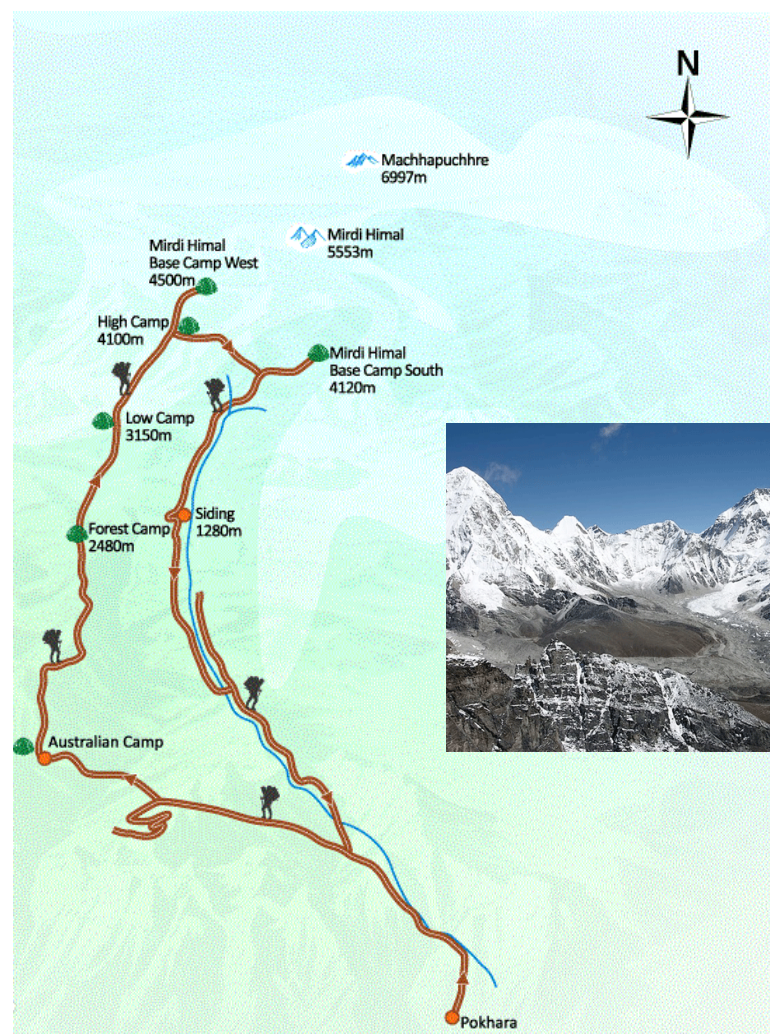 N
Machhapuchhre
6997m
Mirdi Himal
5553m
Mirdi Himal
Base Camp West
4500m
High Camp
4100m
Mirdi Himal
Base Camp South
4120m
Low Camp
3150m
Siding
1280m
Forest Camp
2480m
Australian Camp
Pokhara